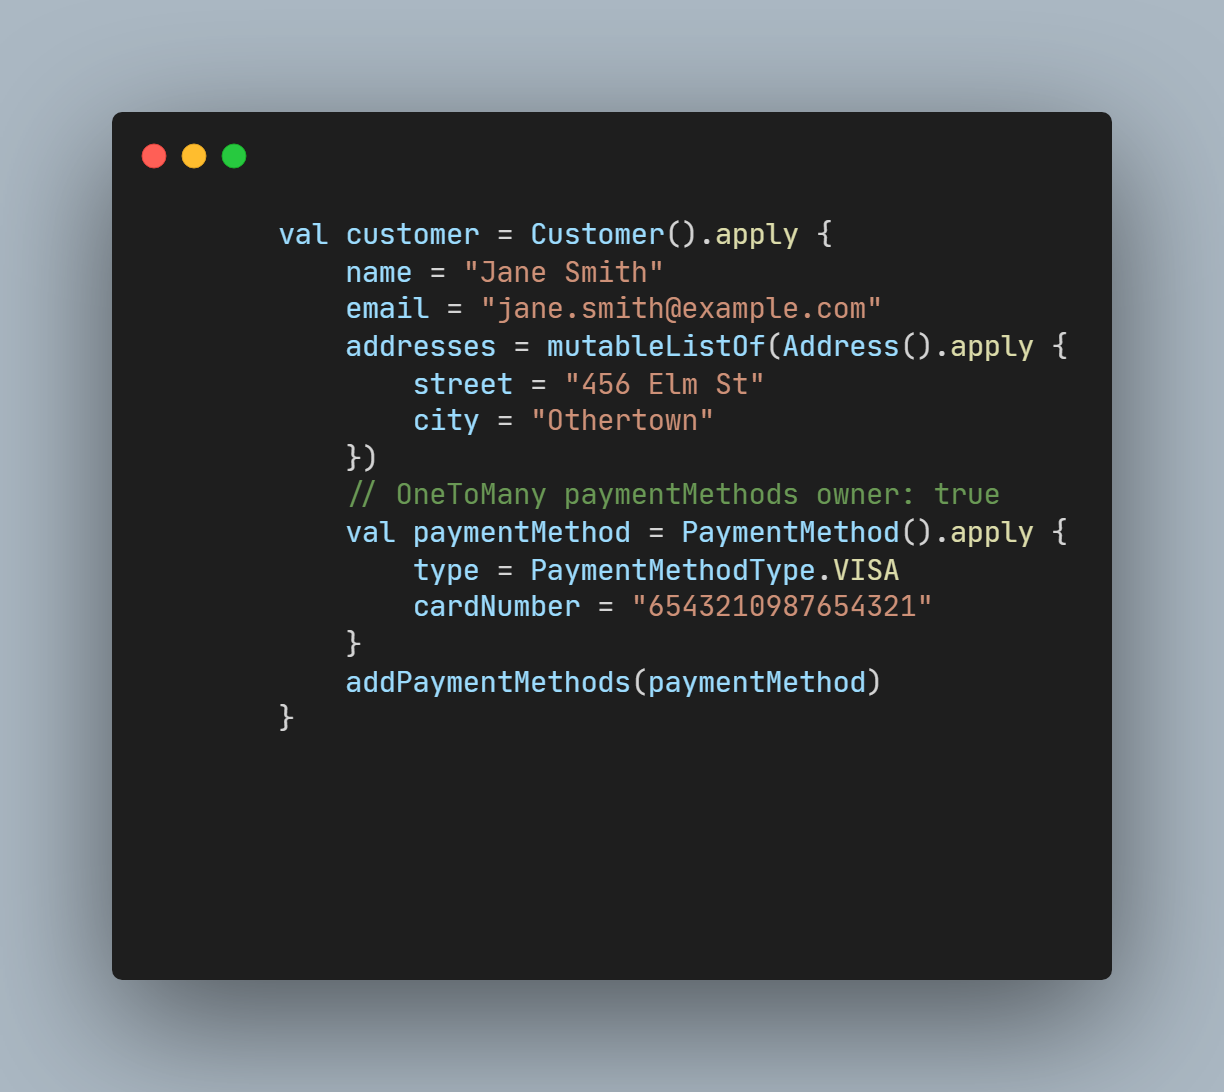 val customer = Customer().apply {
    name = "Jane Smith"
    email = "jane.smith@example.com"
    addresses = mutableListOf(Address().apply {
        street = "456 Elm St"
        city = "Othertown"
    })
    // OneToMany paymentMethods owner: true
    val paymentMethod = PaymentMethod().apply {
        type = PaymentMethodType.VISA
        cardNumber = "6543210987654321"
    }
    addPaymentMethods(paymentMethod)
}